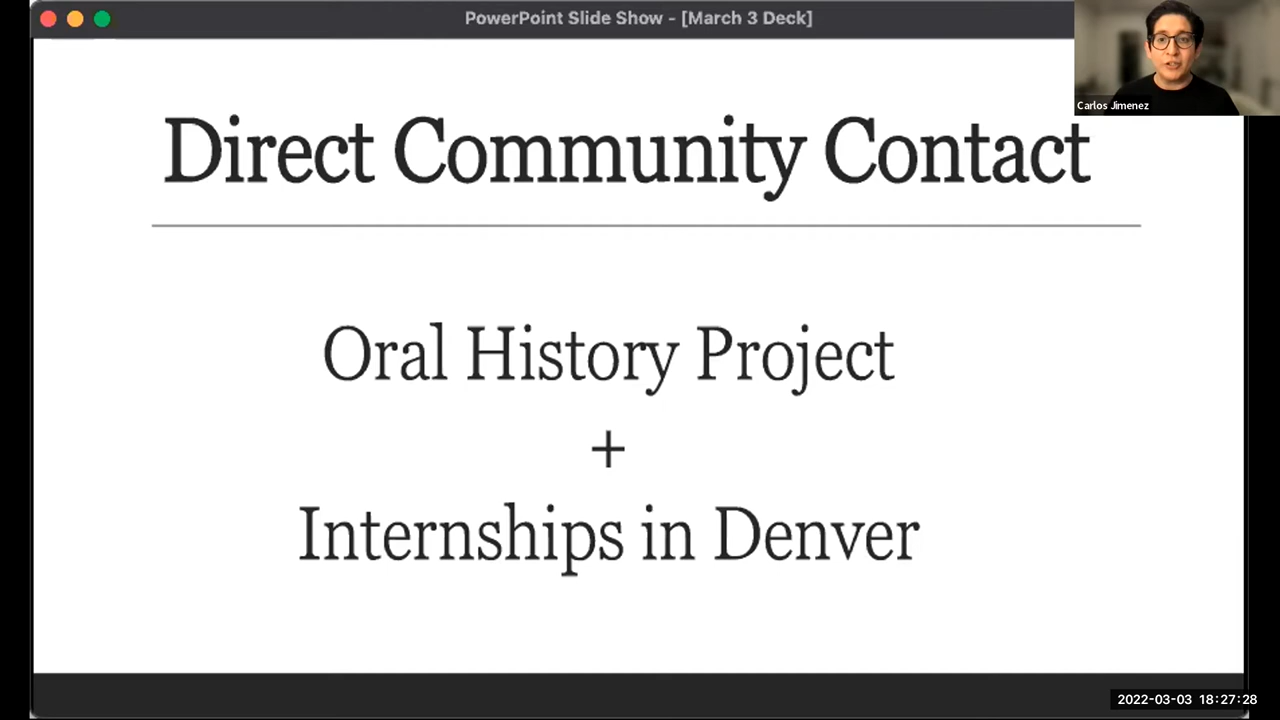 PowerPoint Slide Show - [March 3 Deck]
Carlos Jimenez
Direct Community Contact
Oral History Project
+
Internships in Denver
2022-03-03 18:27:28